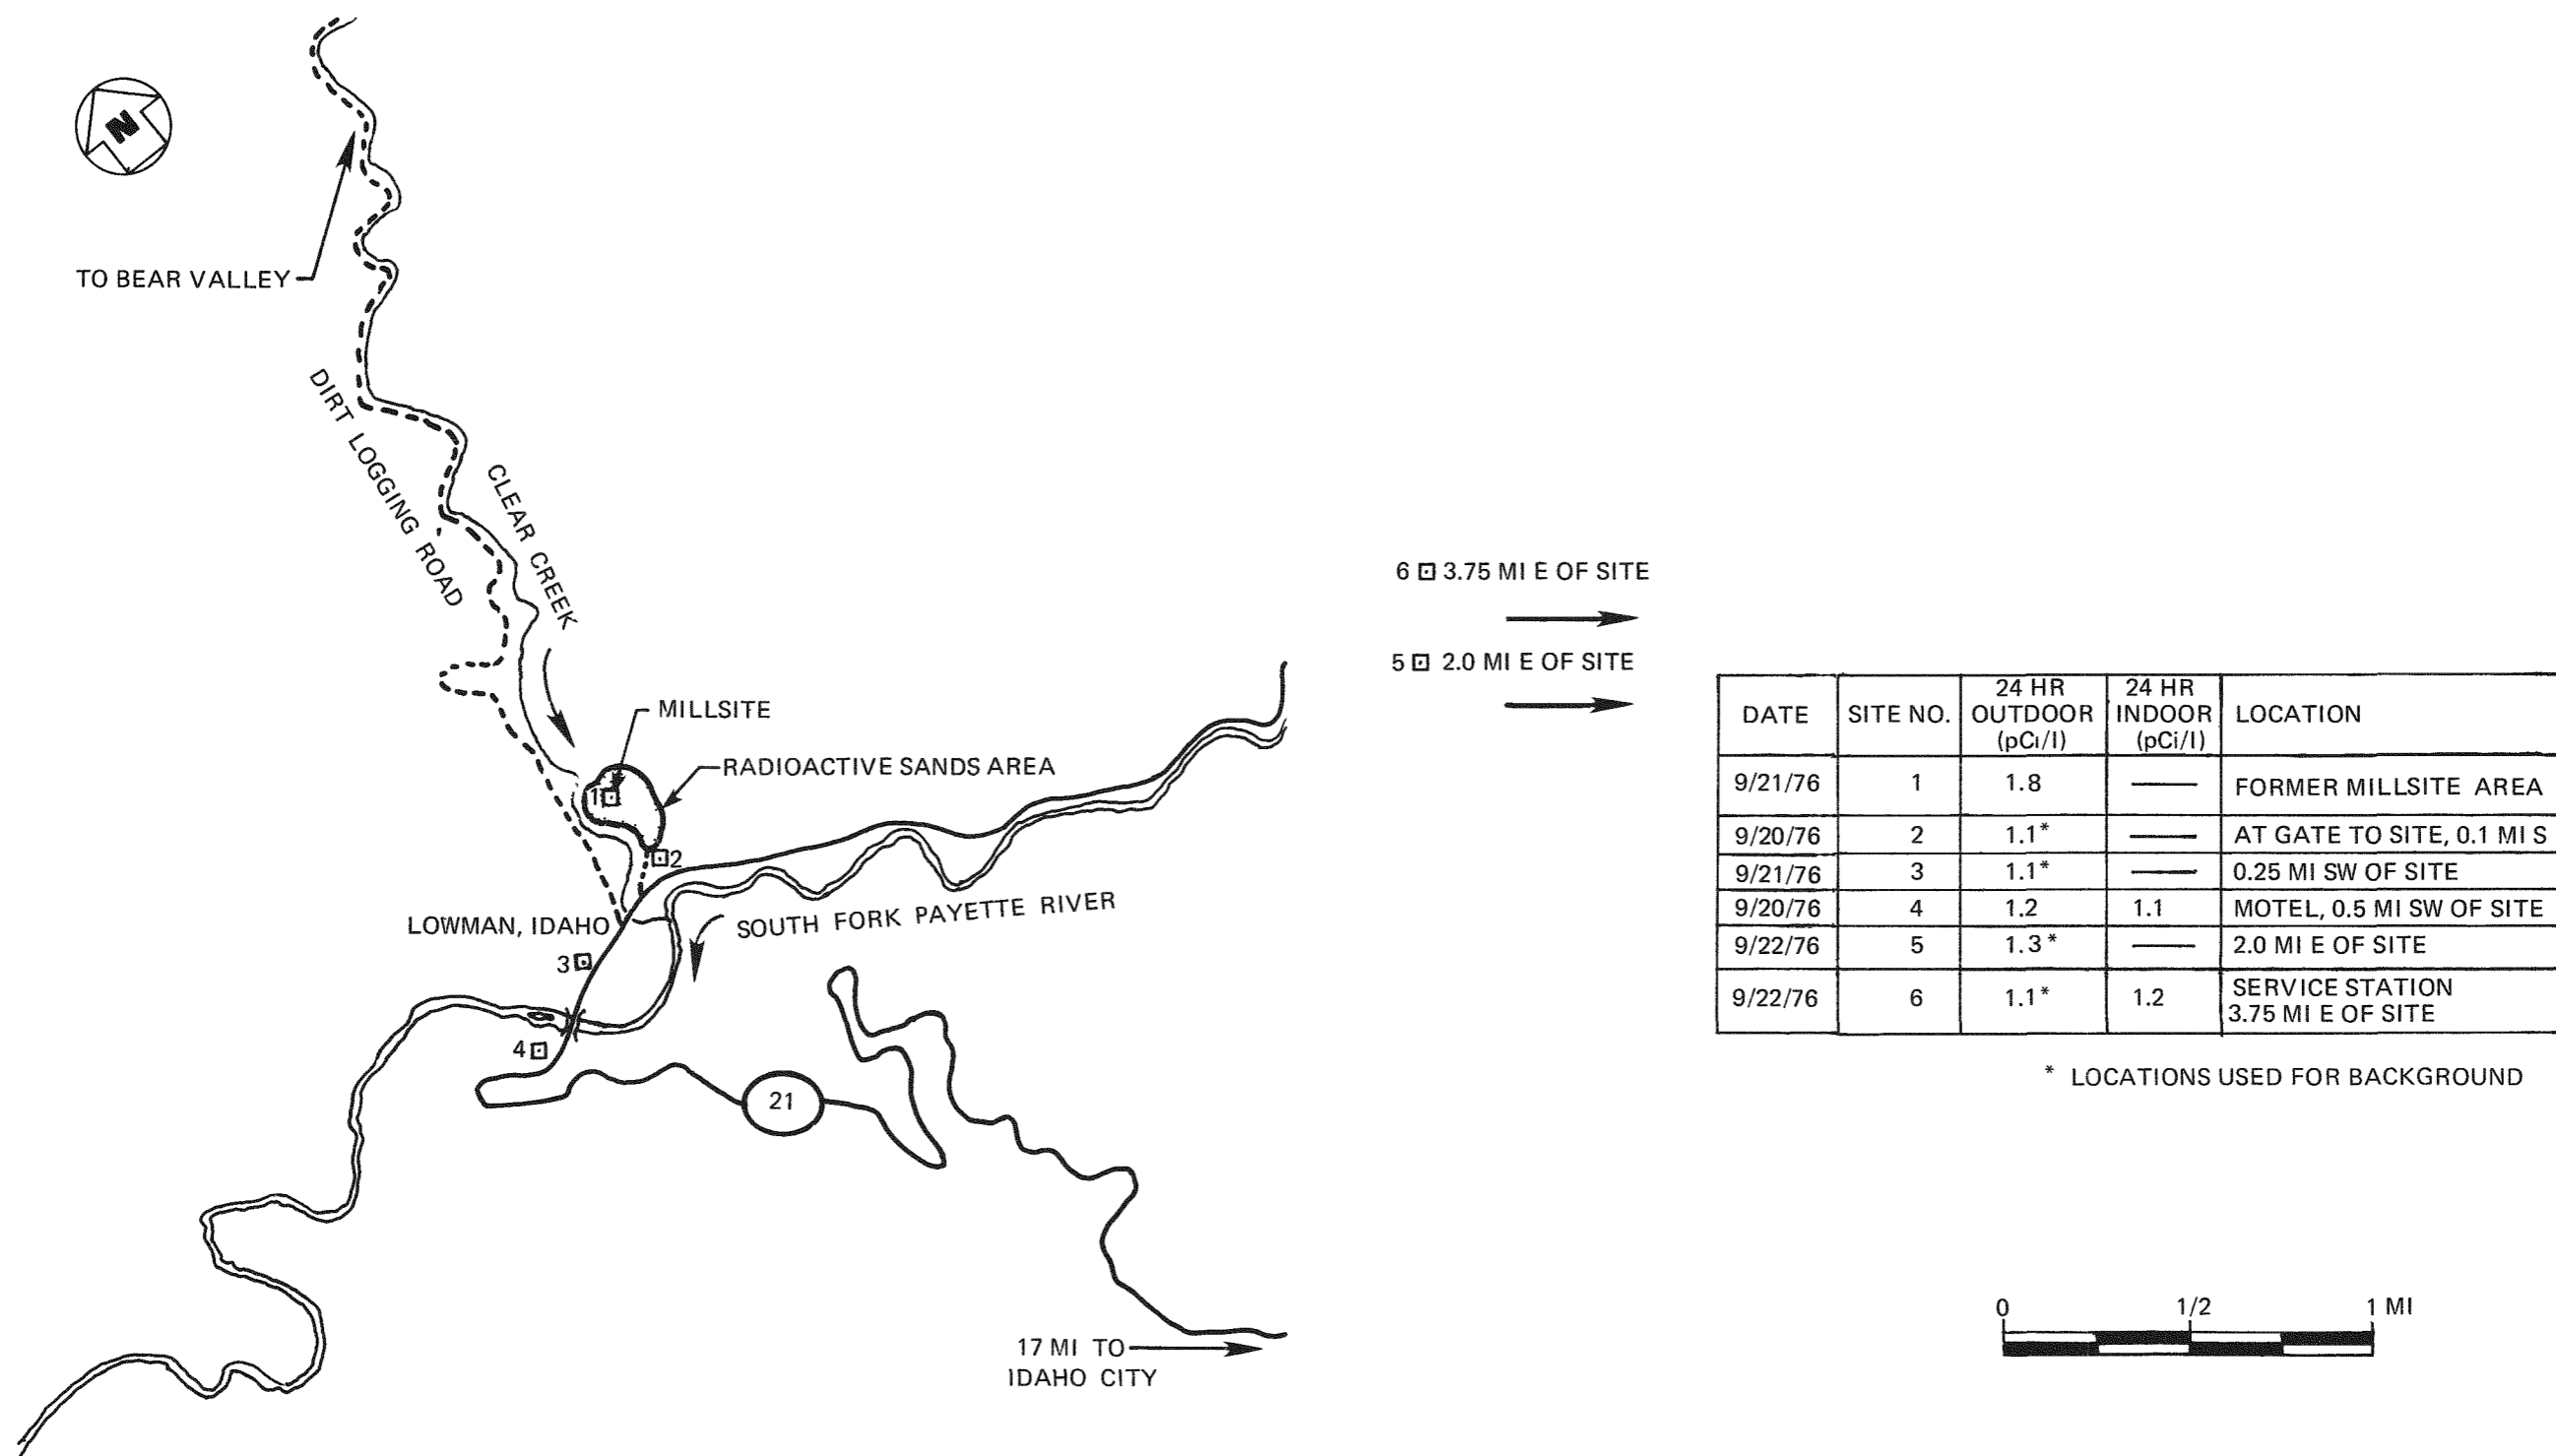 N
TO BEAR VALLEY
DIRT LOGGING ROAD
CLEAR CREEK
6 3.75 MI E OF SITE
5 2.0 MI E OF SITE
MILLSITE
RADIOACTIVE SANDS AREA
1
2
LOWMAN, IDAHO
SOUTH FORK PAYETTE RIVER
3
4
21
17 MI TO
IDAHO CITY
DATE SITE NO. 24 HR OUTDOOR (pCi/l) 24 HR INDOOR (pCi/l) LOCATION
9/21/76 1 1.8 — FORMER MILLSITE AREA
9/20/76 2 1.1* — AT GATE TO SITE, 0.1 MI S
9/21/76 3 1.1* — 0.25 MI SW OF SITE
9/20/76 4 1.2 1.1 MOTEL, 0.5 MI SW OF SITE
9/22/76 5 1.3* — 2.0 MI E OF SITE
9/22/76 6 1.1* 1.2 SERVICE STATION
3.75 MI E OF SITE
* LOCATIONS USED FOR BACKGROUND
0 1/2 1 MI